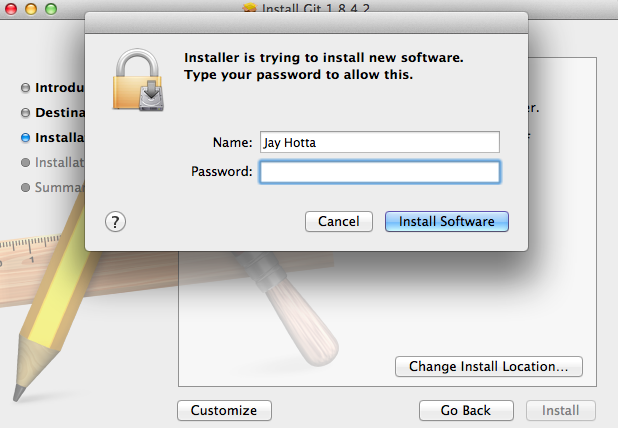 Install Git 1.8.4.2
Installer is trying to install new software.
Type your password to allow this.
Name: Jay Hotta
Password:
?
Cancel
Install Software
Introdu
Destina
Installa
Installat
Summar
er.
Change Install Location...
Customize
Go Back
Install